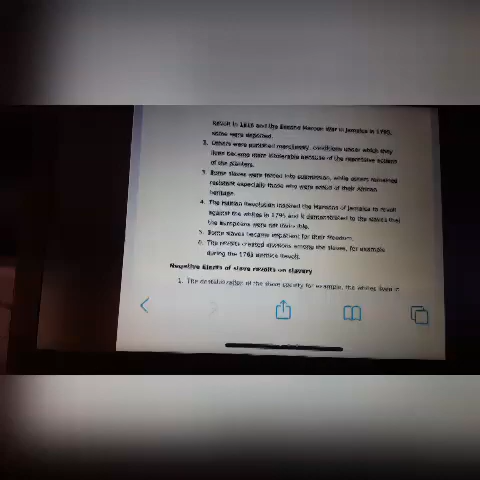 Revolt in 1816 and the Second Maroon War in Jamaica in 1795,
some were deported.
2. Others were punished mercilessly, conditions under which they
lived became more intolerable because of the repressive actions
of the planters.
3. Some slaves were forced into submission, while others remained
resistant especially those who were proud of their African
heritage.
4. The Haitian Revolution inspired the Maroons of Jamaica to revolt
against the whites in 1795 and it demonstrated to the slaves that
the Europeans were not invincible.
5. Some slaves became impatient for their freedom.
6. The revolts created divisions among the slaves, for example
during the 1763 Berbice Revolt.
Negative Effects of slave revolts on slavery
1. The destabilization of the slave society for example, the whites lived in